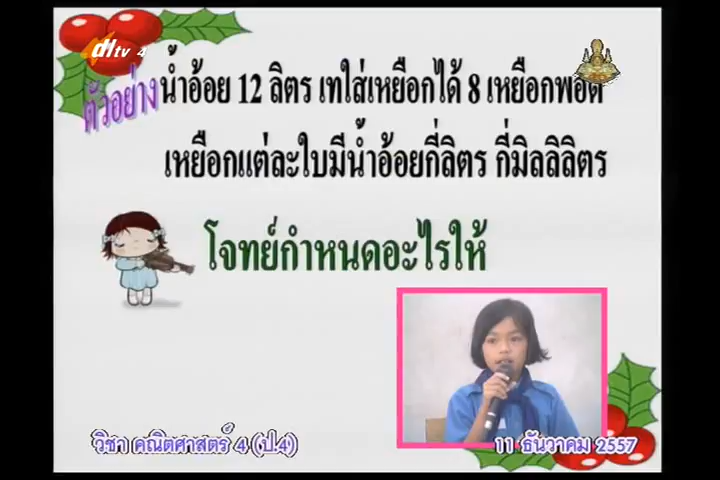 dltv 4
ตัวอย่าง น้ำอ้อย 12 ลิตร เทใส่เหยือกได้ 8 เหยือกพอดี
เหยือกแต่ละใบมีน้ำอ้อยกี่ลิตร กี่มิลลิลิตร
โจทย์กำหนดอะไรให้
วิชา คณิตศาสตร์ 4 (ป.4)
11 ธันวาคม 2557